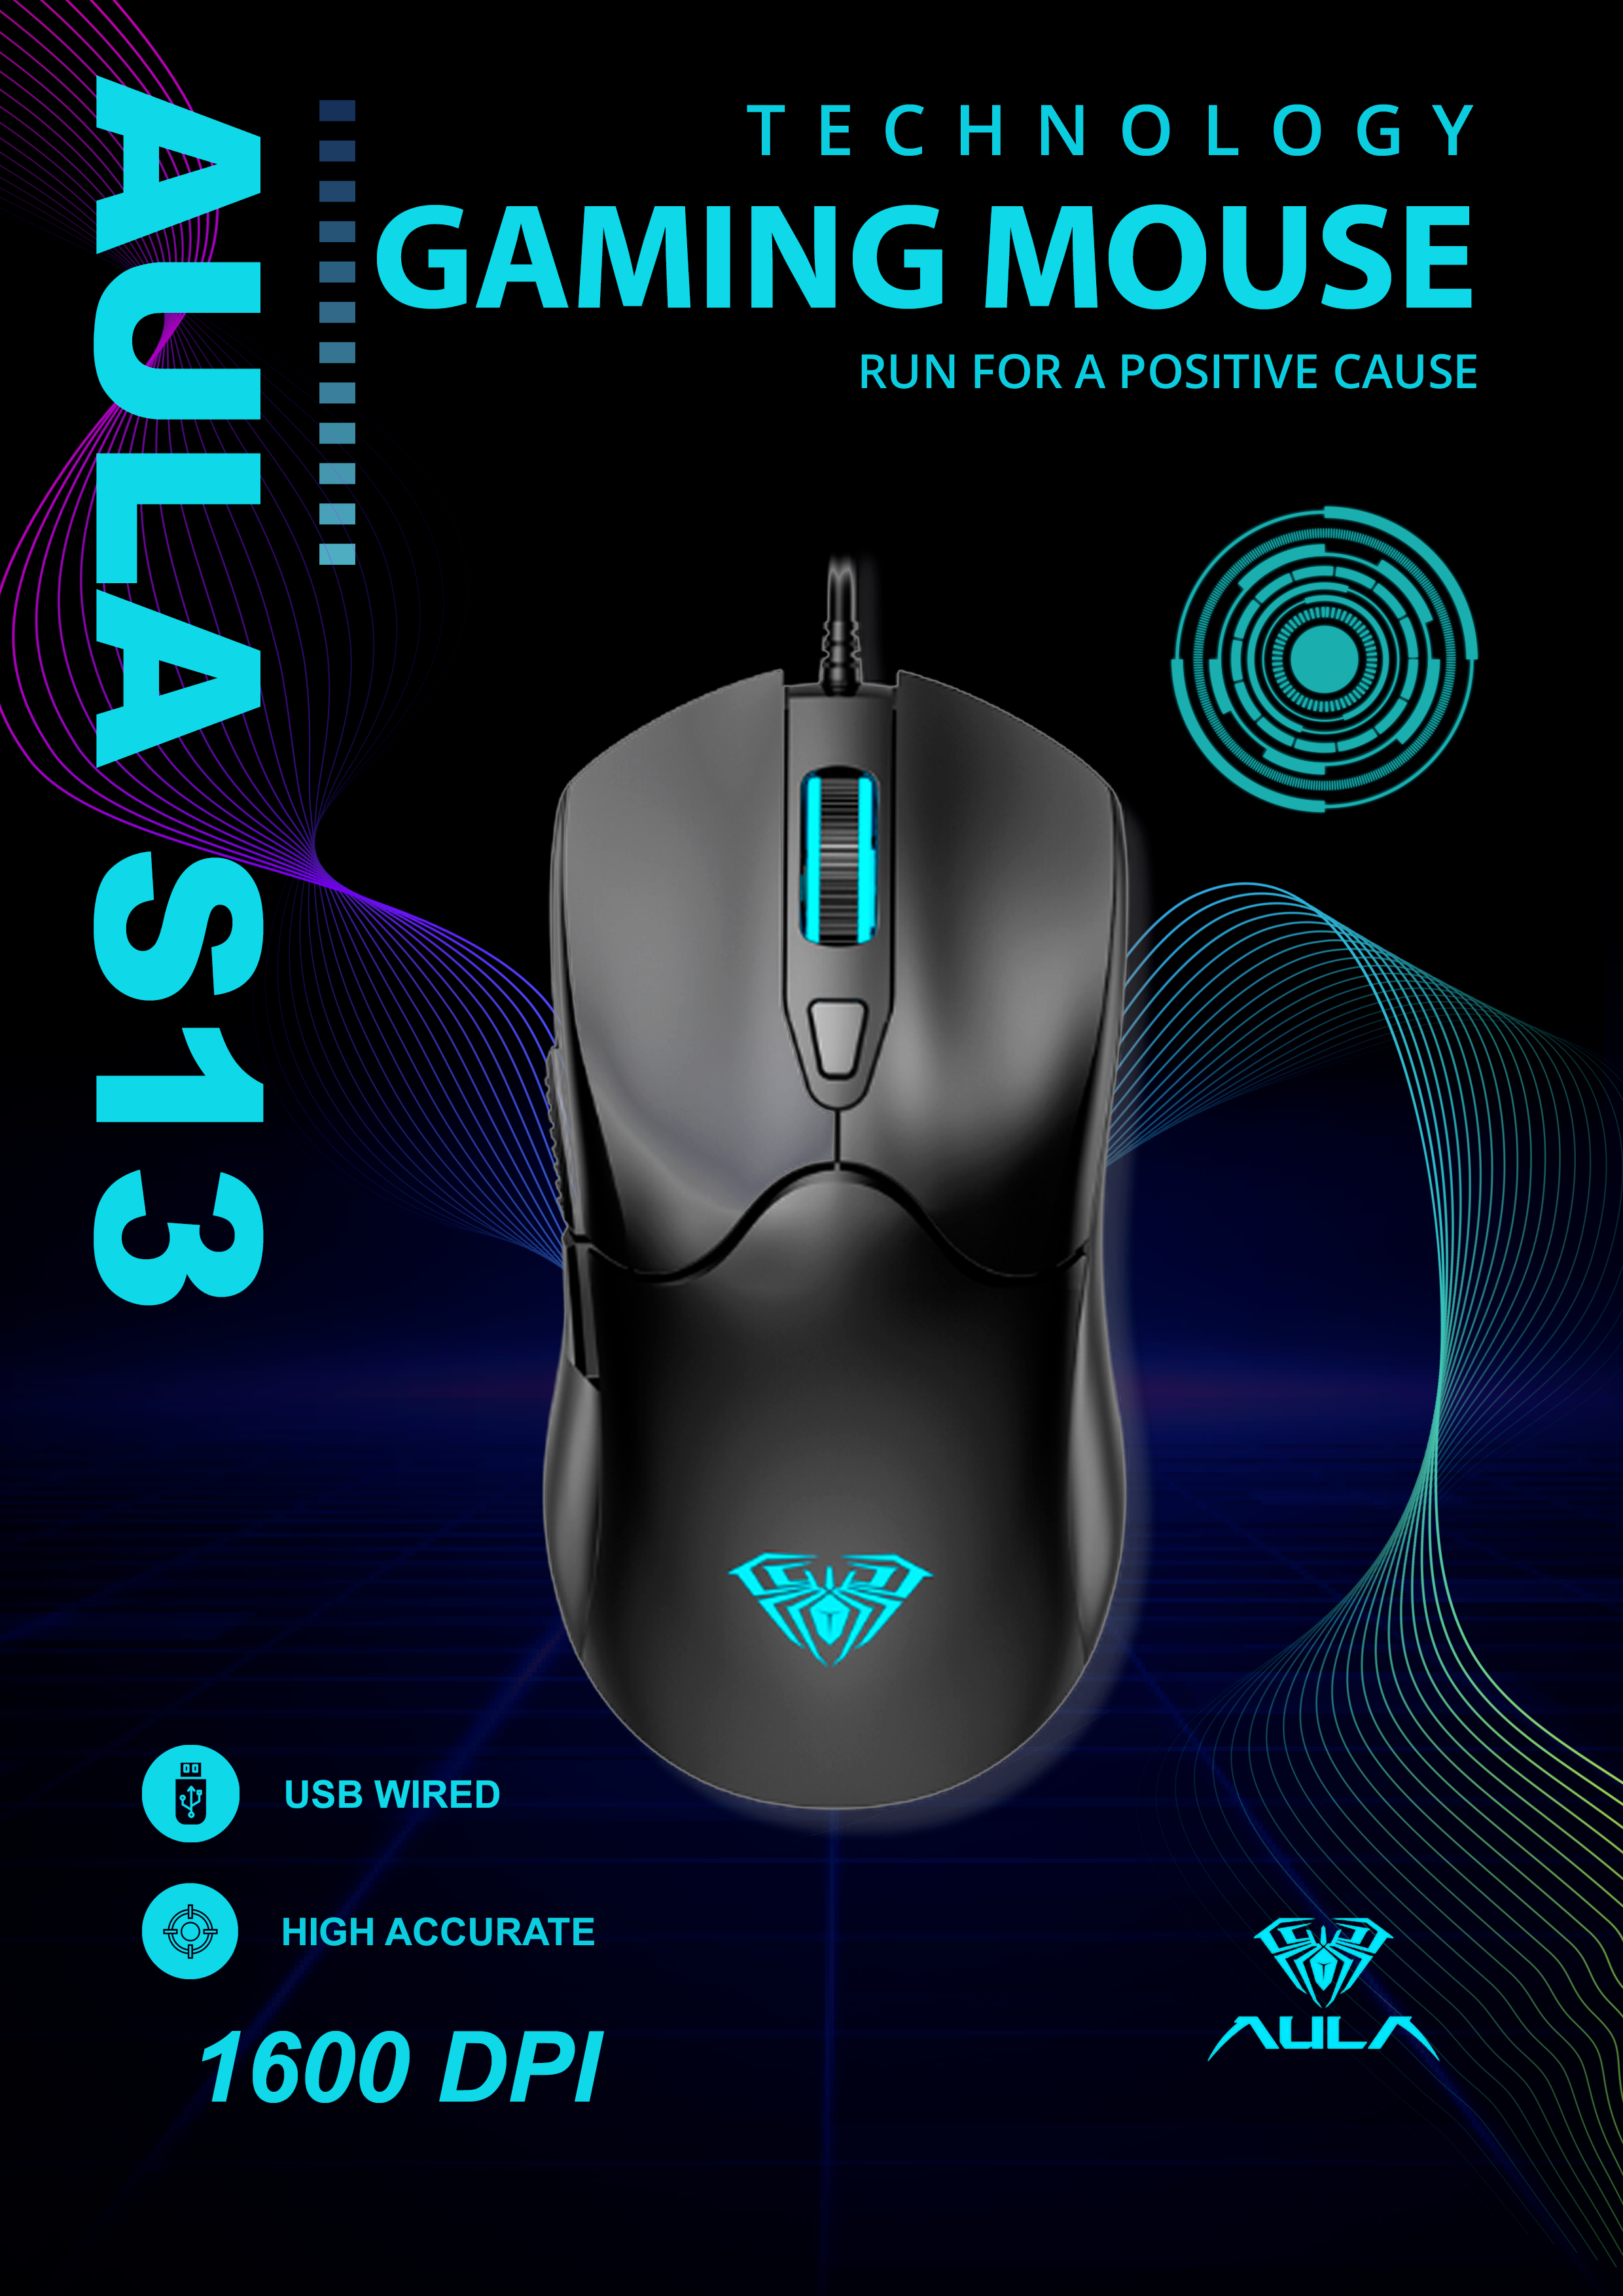 AULA S13
TECHNOLOGY
GAMING MOUSE
RUN FOR A POSITIVE CAUSE
USB WIRED
HIGH ACCURATE
1600 DPI
AULA